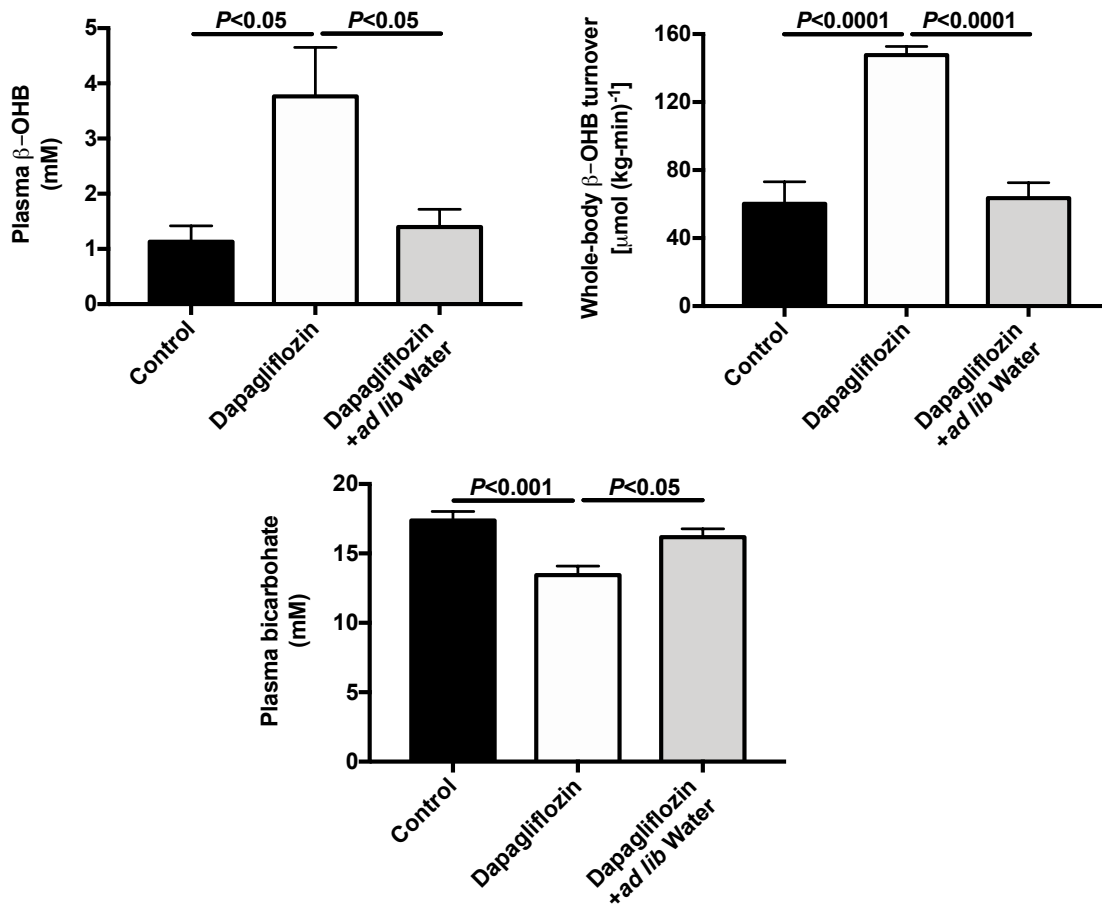 P<0.05 P<0.05
5
4
3
2
1
0
Plasma β−OHB
(mM)
Control
Dapagliflozin
Dapagliflozin
+ad lib Water
P<0.0001 P<0.0001
160
120
80
40
0
Whole-body β−OHB turnover
[μmol (kg-min)-1]
Control
Dapagliflozin
Dapagliflozin
+ad lib Water
P<0.001 P<0.05
20
15
10
5
0
Plasma bicarbohate
(mM)
Control
Dapagliflozin
Dapagliflozin
+ad lib Water